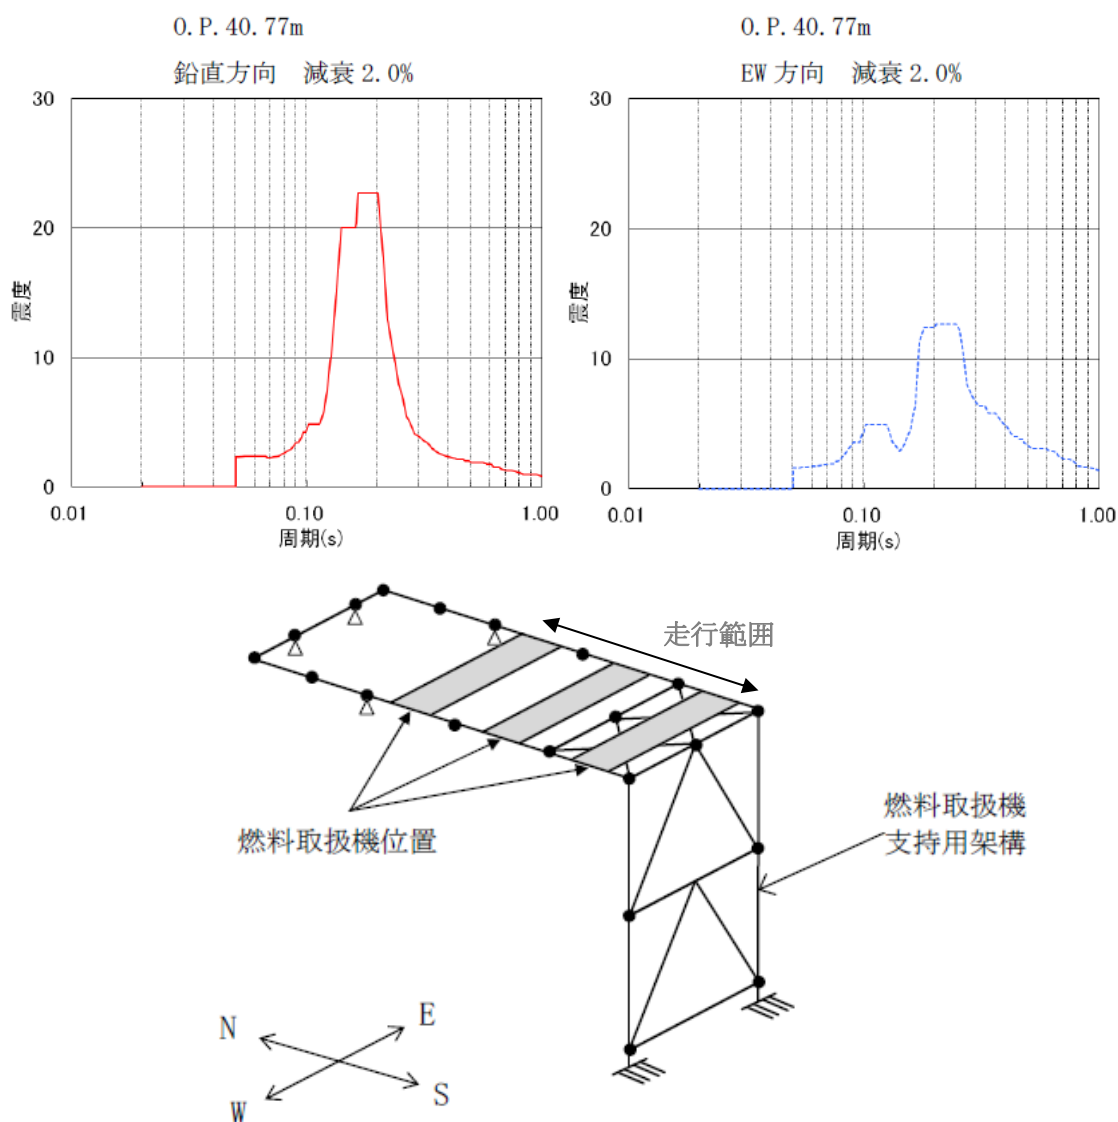 O.P.40.77m
鉛直方向 減衰2.0%
30
20
10
0
震度
0.01
0.10
1.00
周期(s)
O.P.40.77m
EW方向 減衰2.0%
30
20
10
0
震度
0.01
0.10
1.00
周期(s)
走行範囲
燃料取扱機位置
燃料取扱機
支持用架構
N
E
W
S